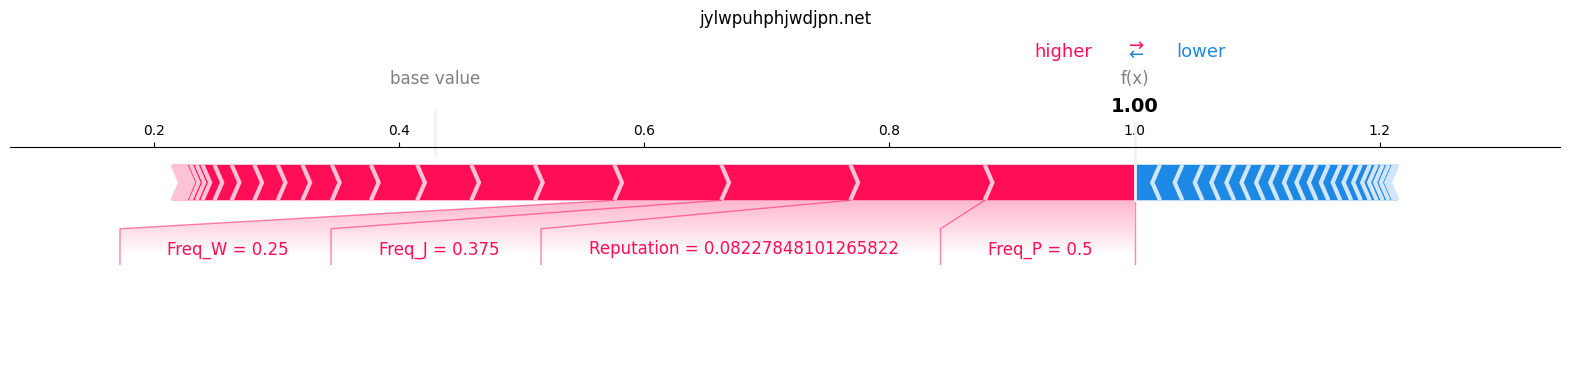 jylwpuhphjwdjpn.net
higher → ← lower
base value f(x)
1.00
0.2 0.4 0.6 0.8 1.0 1.2
Freq_W = 0.25 Freq_J = 0.375 Reputation = 0.08227848101265822 Freq_P = 0.5